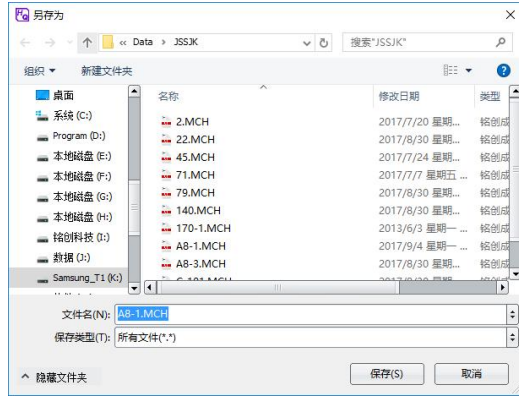 另存为
« Data › JSSJK
搜索"JSSJK"
组织 新建文件夹
名称 修改日期 类型
桌面
系统 (C:)
Program (D:)
本地磁盘 (E:)
本地磁盘 (F:)
本地磁盘 (G:)
本地磁盘 (H:)
铭创科技 (I:)
数据 (J:)
Samsung_T1 (K:)
2.MCH 2017/7/20 星期... 铭创成
22.MCH 2017/8/30 星期... 铭创成
45.MCH 2017/7/24 星期... 铭创成
71.MCH 2017/7/7 星期五 ... 铭创成
79.MCH 2017/8/30 星期... 铭创成
140.MCH 2017/8/30 星期... 铭创成
170-1.MCH 2013/6/3 星期一 ... 铭创成
A8-1.MCH 2017/9/4 星期一 ... 铭创成
A8-3.MCH 2017/8/30 星期... 铭创成
文件名(N): A8-1.MCH
保存类型(T): 所有文件(*.*)
隐藏文件夹 保存(S) 取消